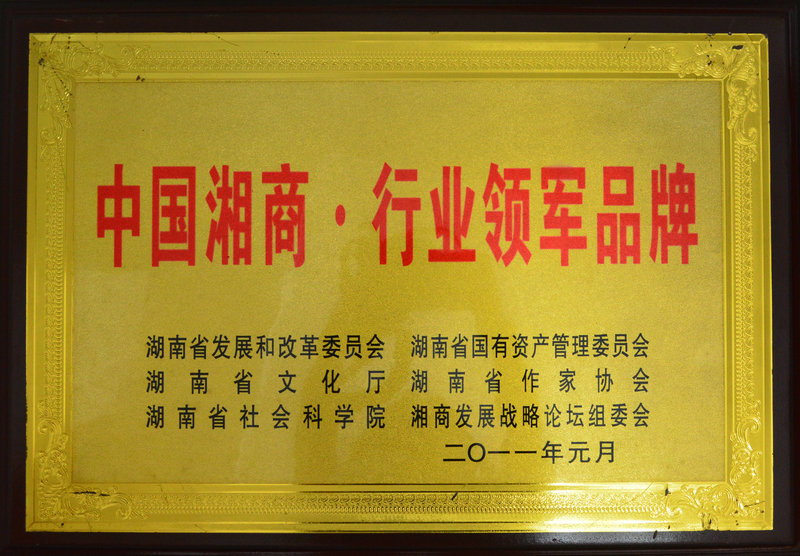 中国湘商·行业领军品牌
湖南省发展和改革委员会 湖南省国有资产管理委员会
湖南省文化厅 湖南省作家协会
湖南省社会科学院 湘商发展战略论坛组委会
二〇一一年元月